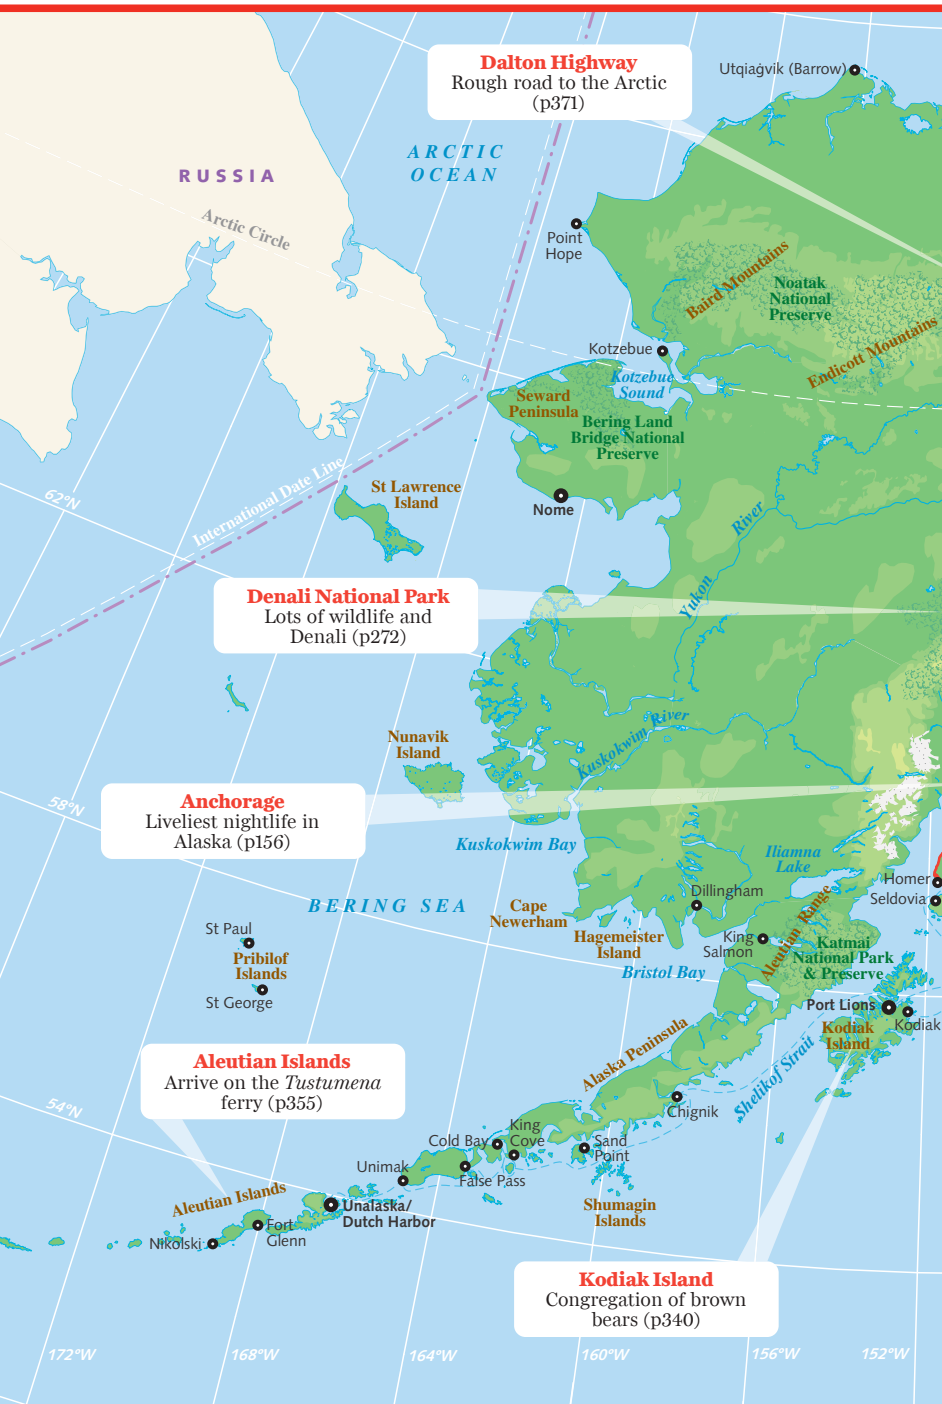 Dalton Highway
Rough road to the Arctic
(p371)
Utqiaġvik (Barrow)
ARCTIC
OCEAN
RUSSIA
Arctic Circle
Point
Hope
Baird Mountains
Noatak
National
Preserve
Endicott Mountains
Kotzebue
Kotzebue
Sound
Seward
Peninsula
Bering Land
Bridge National
Preserve
International Date Line
62°N
St Lawrence
Island
Nome
River
Yukon
Denali National Park
Lots of wildlife and
Denali (p272)
Kuskokwim River
Nunavik
Island
58°N
Anchorage
Liveliest nightlife in
Alaska (p156)
Kuskokwim Bay
Iliamna
Lake
Homer
Seldovia
Dillingham
BERING SEA
Cape
Newerham
Hagemeister
Island
King
Salmon
Aleutian Range
Katmai
National Park
& Preserve
St Paul
Pribilof
Islands
St George
Bristol Bay
Port Lions
Kodiak
Kodiak
Island
Alaska Peninsula
Shelikof Strait
Aleutian Islands
Arrive on the Tustumena
ferry (p355)
54°N
Chignik
King
Cove
Cold Bay
Sand
Point
Unimak
False Pass
Aleutian Islands
Unalaska/
Dutch Harbor
Shumagin
Islands
Fort
Glenn
Nikolski
Kodiak Island
Congregation of brown
bears (p340)
172°W
168°W
164°W
160°W
156°W
152°W